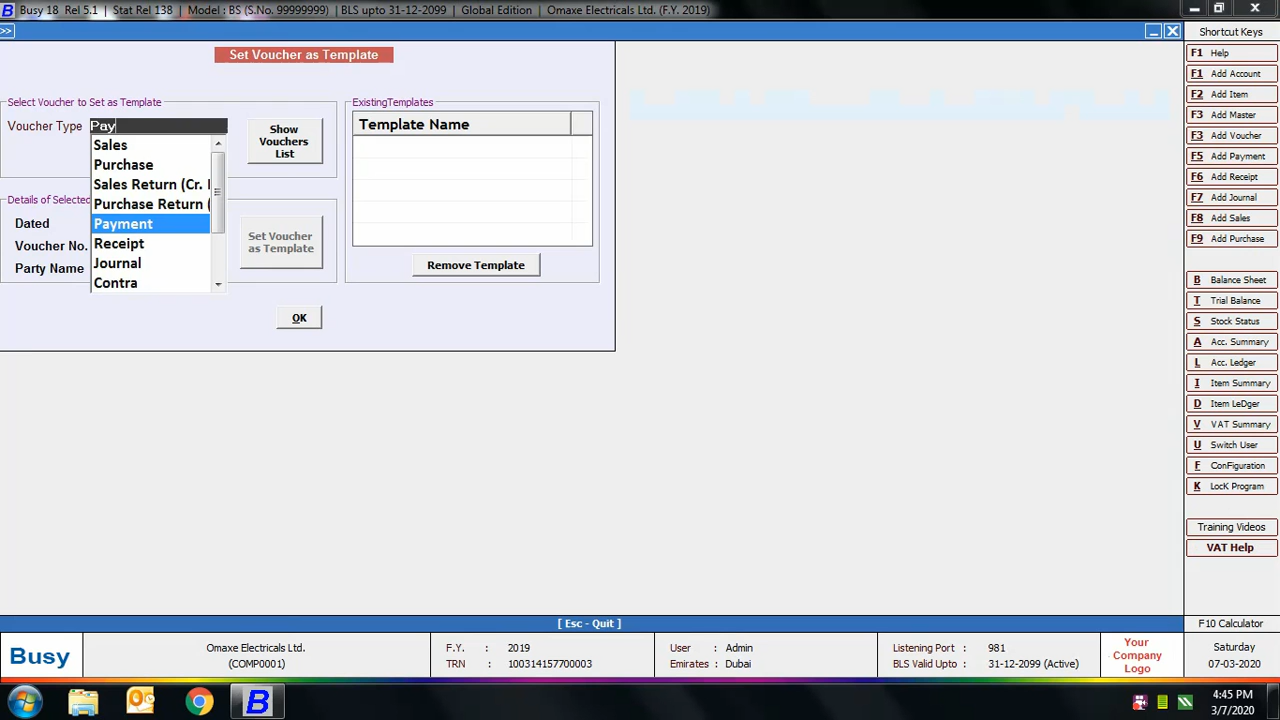 Busy 18 Rel 5.1 | Stat Rel 138 | Model : BS (S.No. 99999999) | BLS upto 31-12-2099 | Global Edition | Omaxe Electricals Ltd. (F.Y. 2019)
>>
Set Voucher as Template
Select Voucher to Set as Template
Voucher Type Pay
Show Vouchers List
Sales
Purchase
Sales Return (Cr.
Purchase Return (
Payment
Receipt
Journal
Contra
Details of Selected
Dated
Voucher No.
Party Name
Set Voucher
as Template
OK
ExistingTemplates
Template Name
Remove Template
Shortcut Keys
F1 Help
F1 Add Account
F2 Add Item
F3 Add Master
F3 Add Voucher
F5 Add Payment
F6 Add Receipt
F7 Add Journal
F8 Add Sales
F9 Add Purchase
B Balance Sheet
T Trial Balance
S Stock Status
A Acc. Summary
L Acc. Ledger
I Item Summary
D Item LeDger
V VAT Summary
U Switch User
F ConFiguration
K LocK Program
Training Videos
VAT Help
[ Esc - Quit ]
F10 Calculator
Busy
Omaxe Electricals Ltd.
(COMP0001)
F.Y. : 2019
TRN : 100314157700003
User : Admin
Emirates : Dubai
Listening Port : 981
BLS Valid Upto : 31-12-2099 (Active)
Your
Company
Logo
Saturday
07-03-2020
4:45 PM
3/7/2020